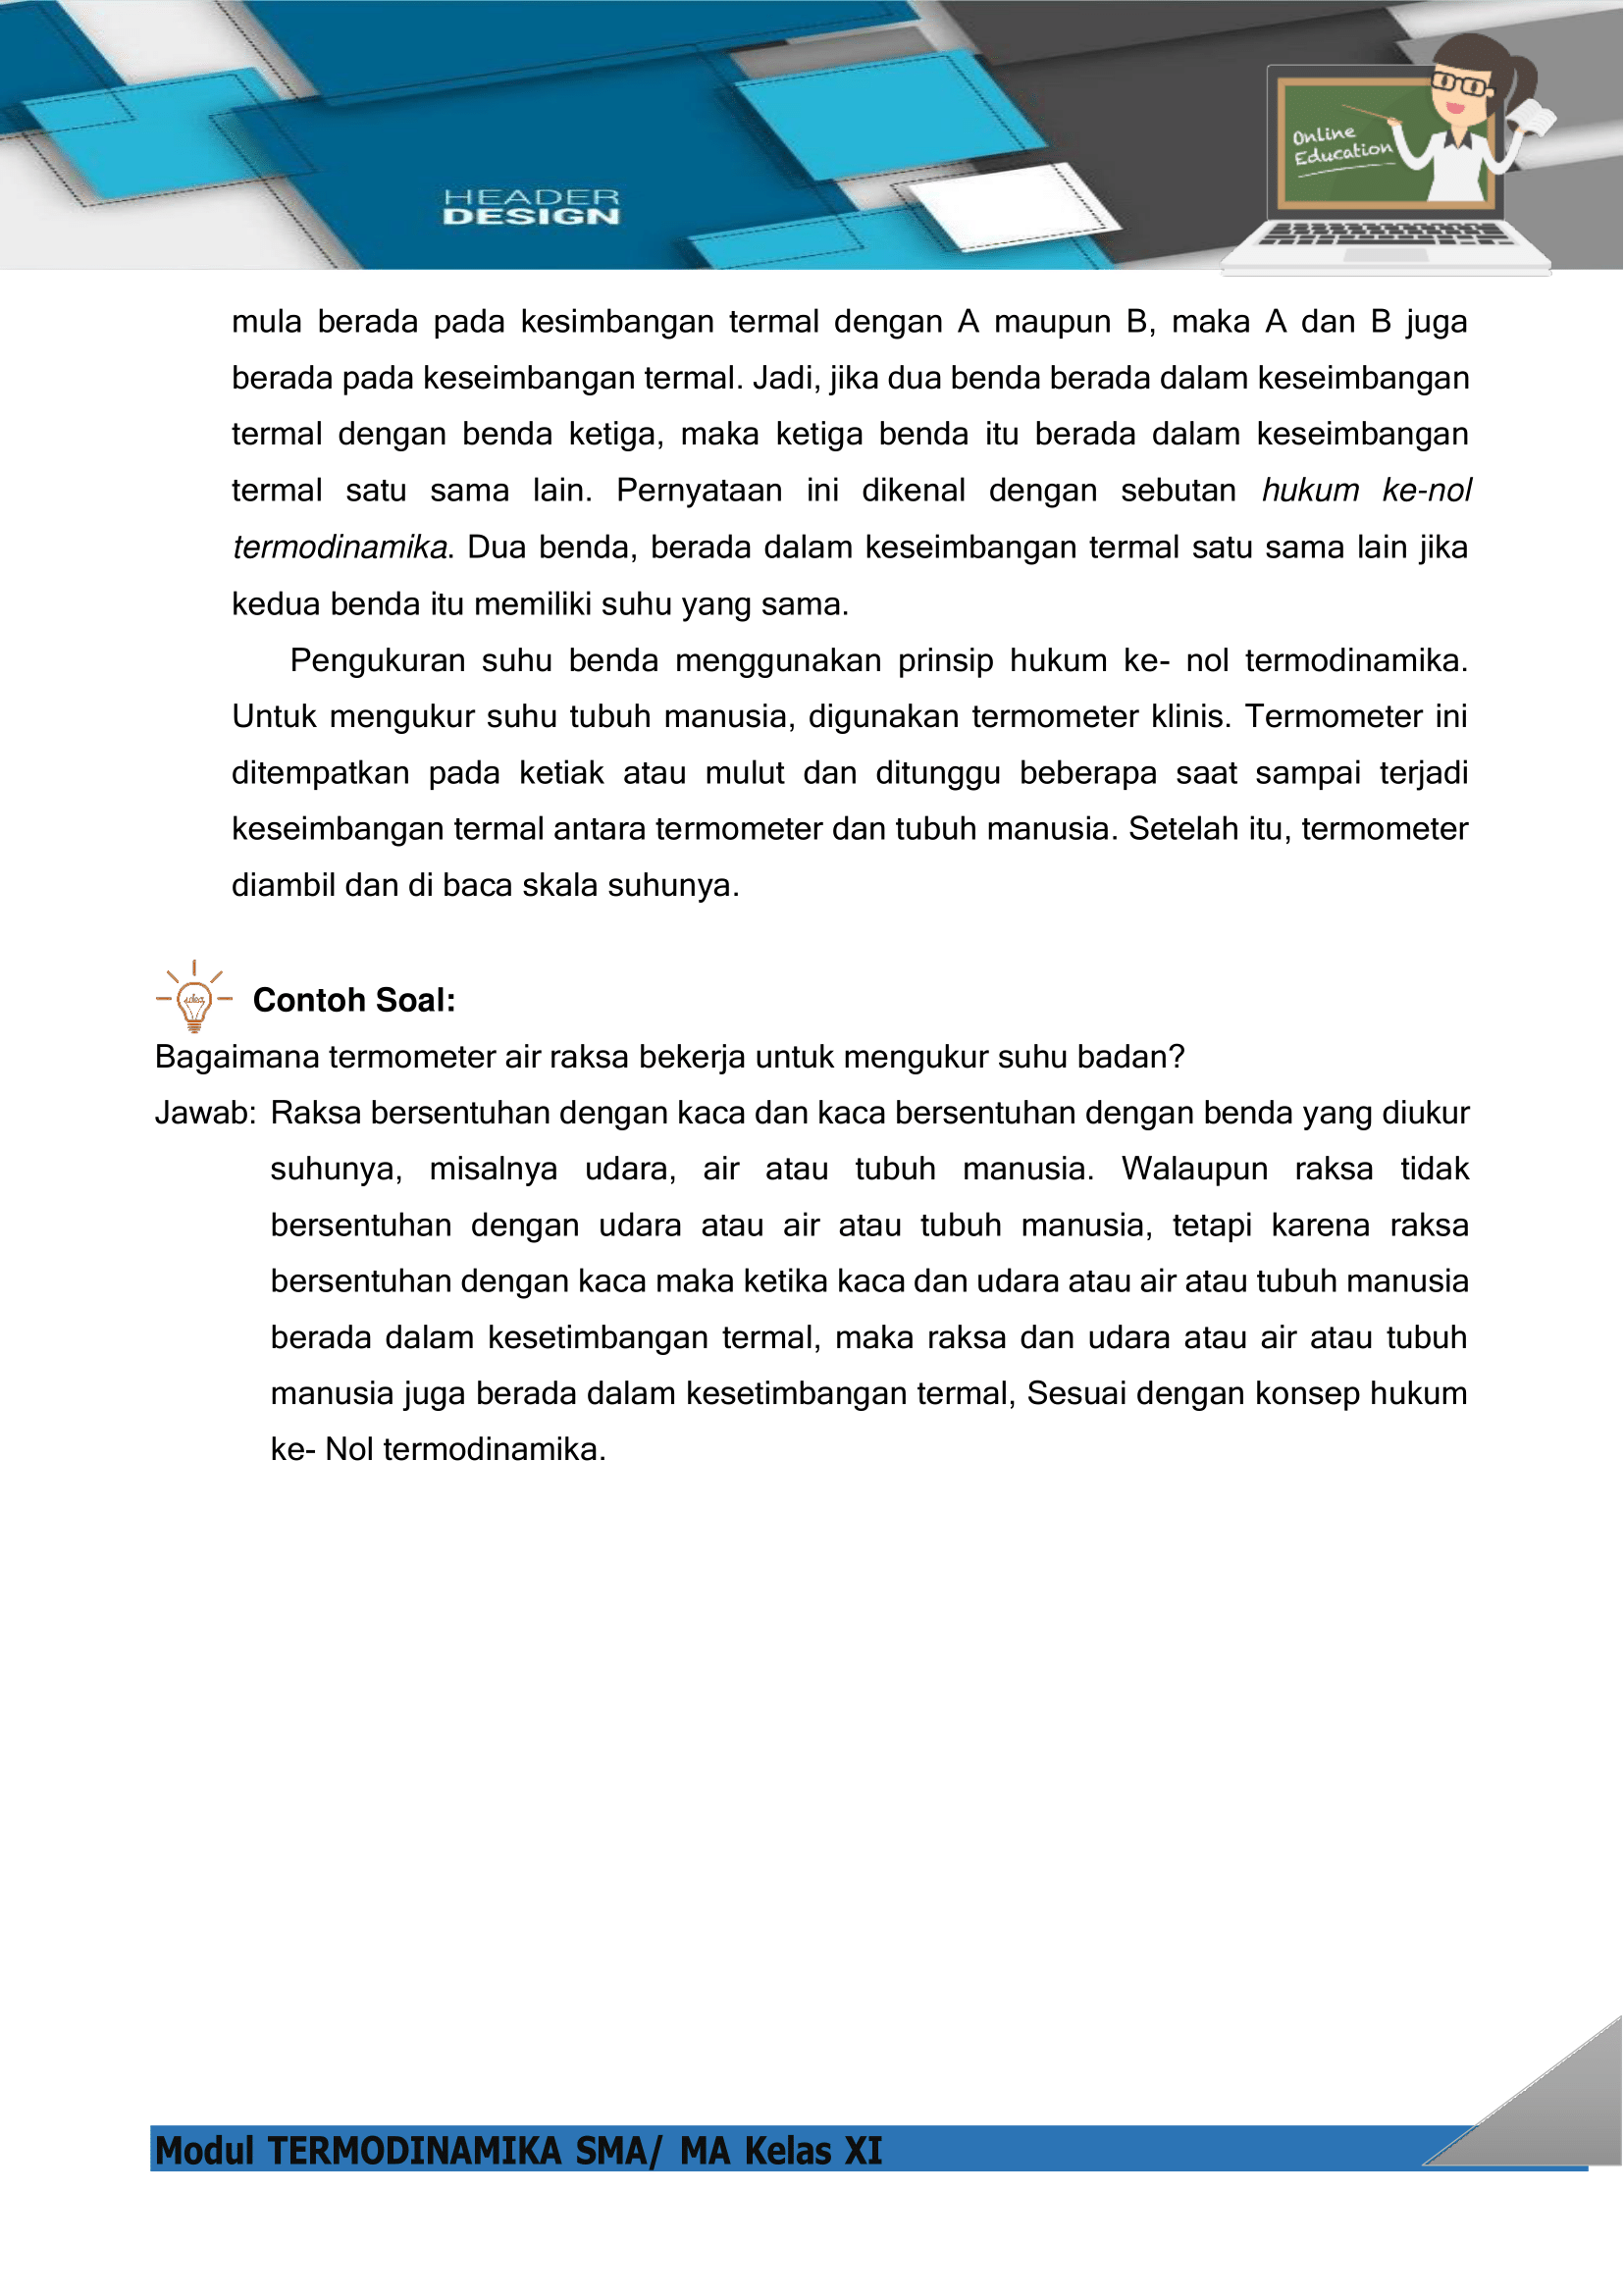 HEADER
DESIGN
Online
Education
mula berada pada kesimbangan termal dengan A maupun B, maka A dan B juga
berada pada keseimbangan termal. Jadi, jika dua benda berada dalam keseimbangan
termal dengan benda ketiga, maka ketiga benda itu berada dalam keseimbangan
termal satu sama lain. Pernyataan ini dikenal dengan sebutan hukum ke-nol
termodinamika. Dua benda, berada dalam keseimbangan termal satu sama lain jika
kedua benda itu memiliki suhu yang sama.
Pengukuran suhu benda menggunakan prinsip hukum ke- nol termodinamika.
Untuk mengukur suhu tubuh manusia, digunakan termometer klinis. Termometer ini
ditempatkan pada ketiak atau mulut dan ditunggu beberapa saat sampai terjadi
keseimbangan termal antara termometer dan tubuh manusia. Setelah itu, termometer
diambil dan di baca skala suhunya.
idea
Contoh Soal:
Bagaimana termometer air raksa bekerja untuk mengukur suhu badan?
Jawab: Raksa bersentuhan dengan kaca dan kaca bersentuhan dengan benda yang diukur
suhunya, misalnya udara, air atau tubuh manusia. Walaupun raksa tidak
bersentuhan dengan udara atau air atau tubuh manusia, tetapi karena raksa
bersentuhan dengan kaca maka ketika kaca dan udara atau air atau tubuh manusia
berada dalam kesetimbangan termal, maka raksa dan udara atau air atau tubuh
manusia juga berada dalam kesetimbangan termal, Sesuai dengan konsep hukum
ke- Nol termodinamika.
Modul TERMODINAMIKA SMA/ MA Kelas XI